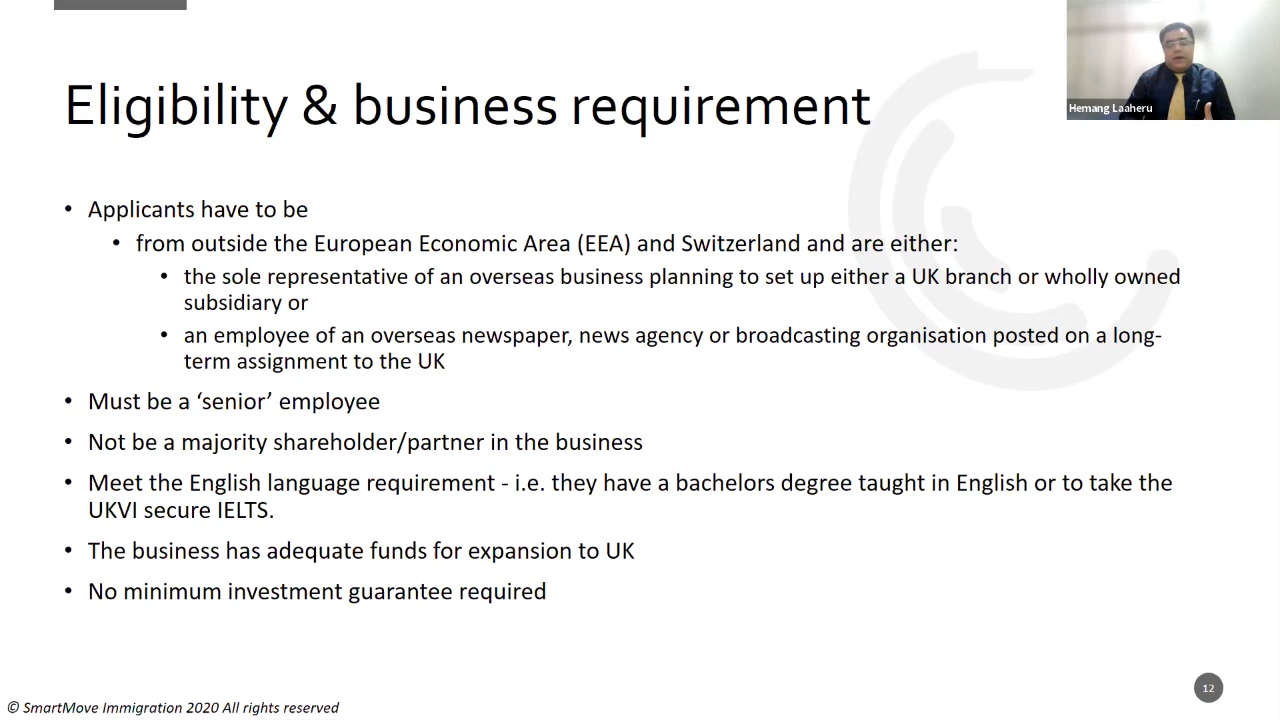 Eligibility & business requirement
Hemang Laaheru
• Applicants have to be
• from outside the European Economic Area (EEA) and Switzerland and are either:
• the sole representative of an overseas business planning to set up either a UK branch or wholly owned
subsidiary or
• an employee of an overseas newspaper, news agency or broadcasting organisation posted on a long-
term assignment to the UK
• Must be a ‘senior’ employee
• Not be a majority shareholder/partner in the business
• Meet the English language requirement - i.e. they have a bachelors degree taught in English or to take the
UKVI secure IELTS.
• The business has adequate funds for expansion to UK
• No minimum investment guarantee required
12
© SmartMove Immigration 2020 All rights reserved